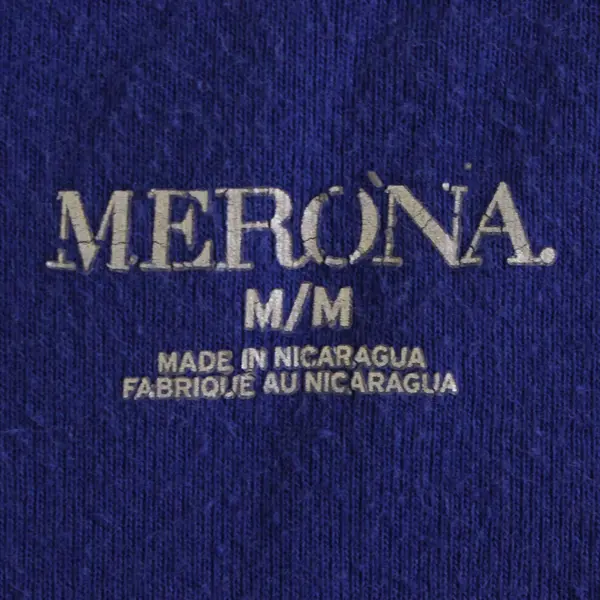 MERONA.
M/M
MADE IN NICARAGUA
FABRIQUÉ AU NICARAGUA